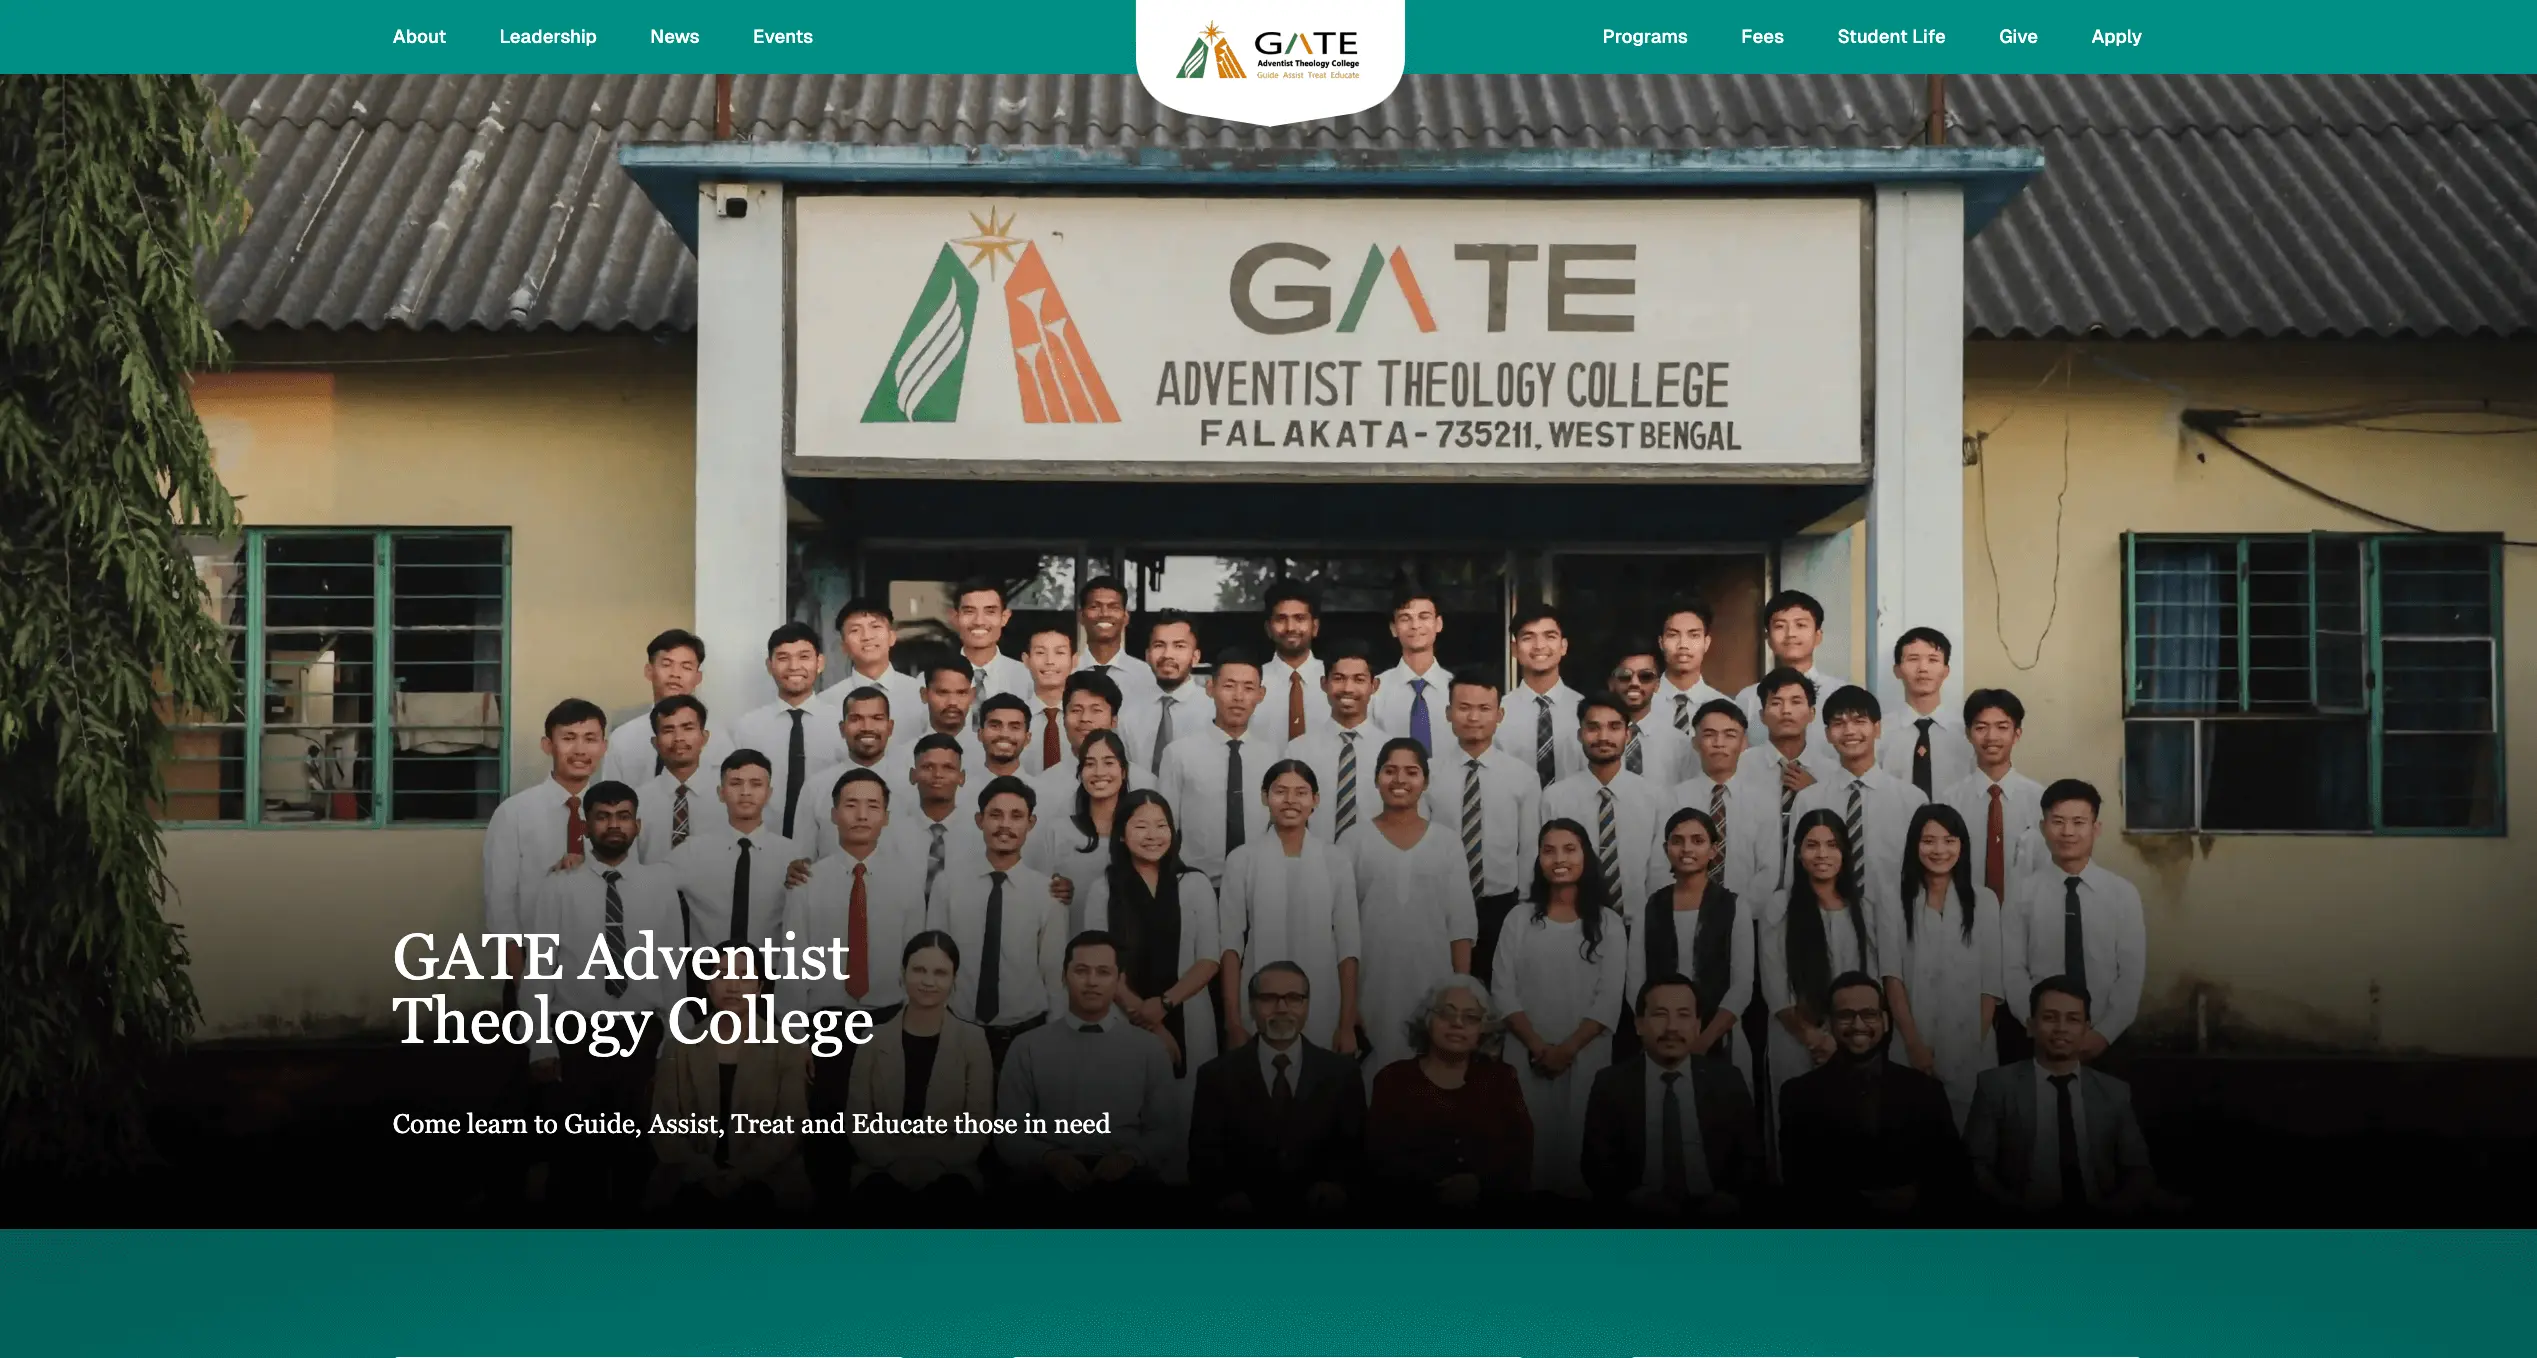 About
Leadership
News
Events
GATE
Adventist Theology College
Guide Assist Treat Educate
Programs
Fees
Student Life
Give
Apply
GATE
ADVENTIST THEOLOGY COLLEGE
FALAKATA-735211, WEST BENGAL
GATE Adventist
Theology College
Come learn to Guide, Assist, Treat and Educate those in need